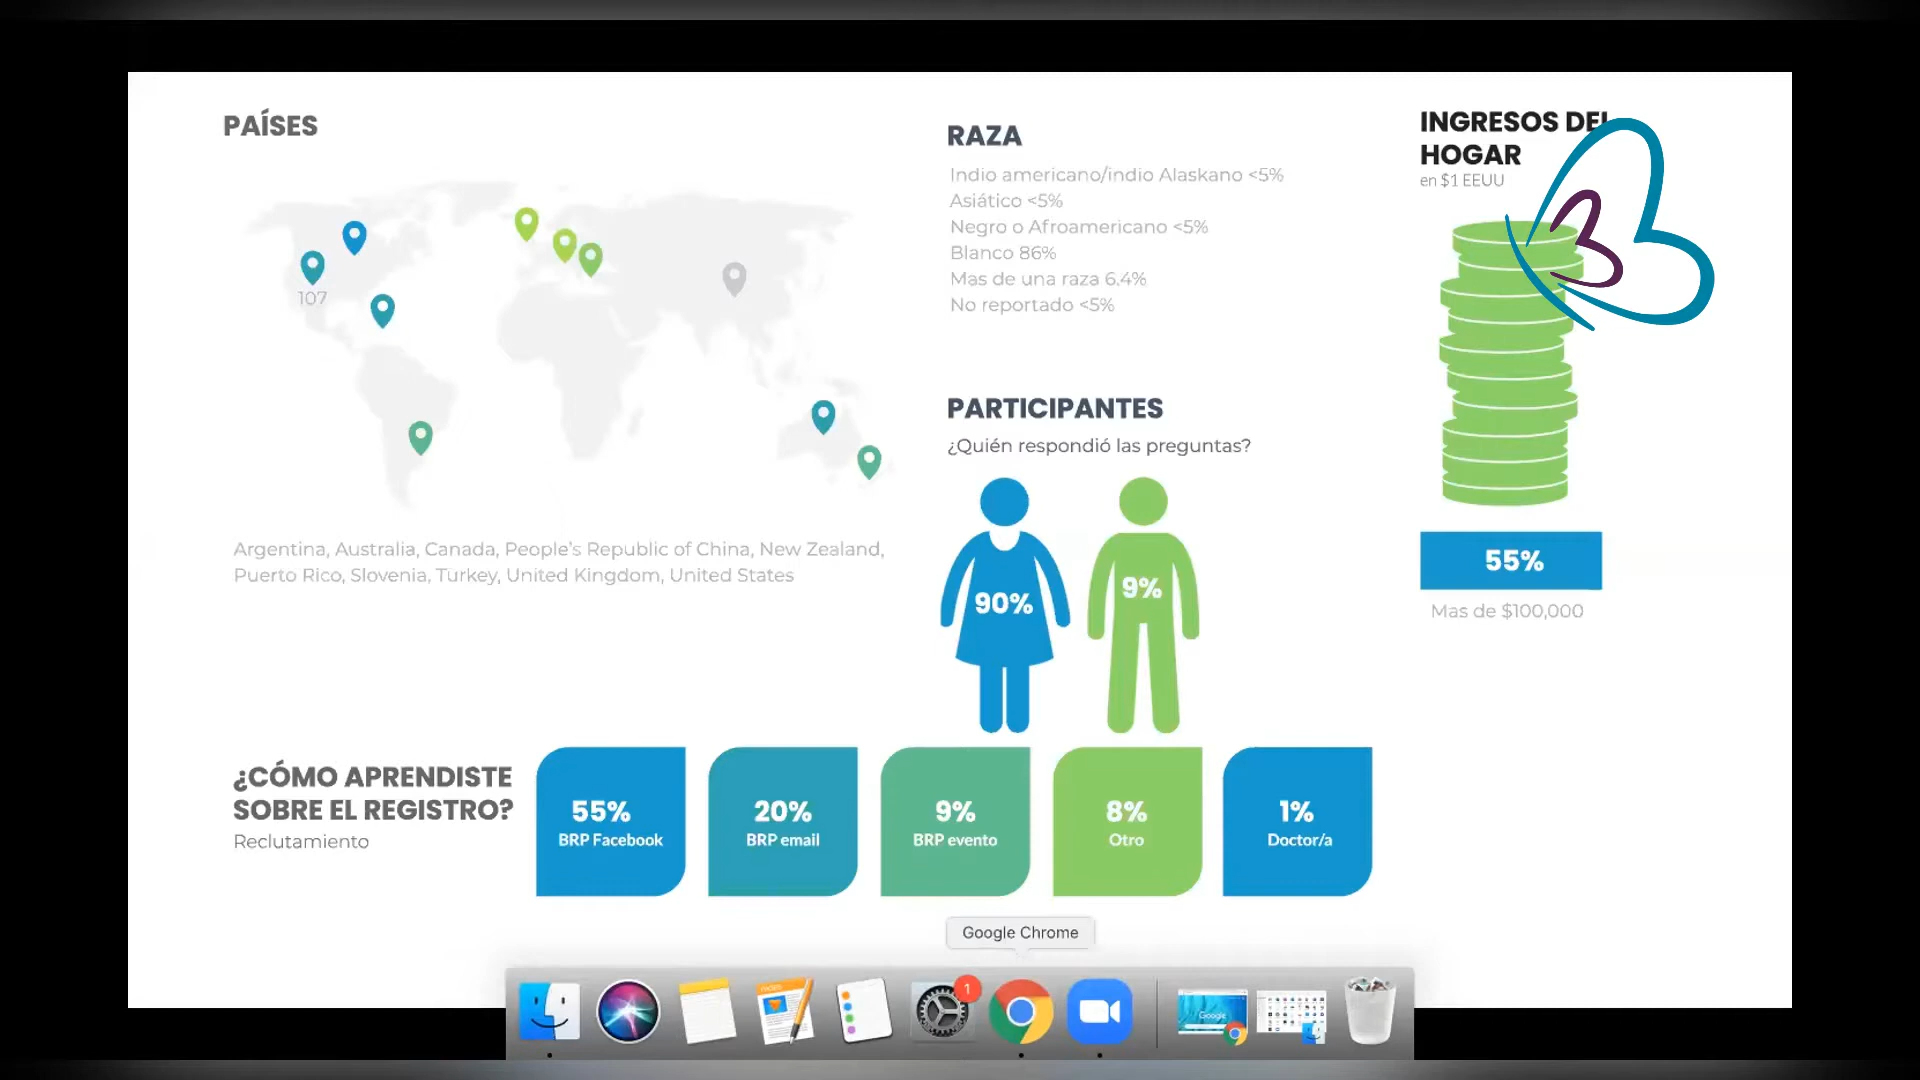 PAÍSES
107
Argentina, Australia, Canada, People's Republic of China, New Zealand,
Puerto Rico, Slovenia, Turkey, United Kingdom, United States
RAZA
Indio americano/indio Alaskano <5%
Asiático <5%
Negro o Afroamericano <5%
Blanco 86%
Mas de una raza 6.4%
No reportado <5%
PARTICIPANTES
¿Quién respondió las preguntas?
90%
9%
INGRESOS DEL
HOGAR
en $1 EEUU
55%
Mas de $100,000
¿CÓMO APRENDISTE
SOBRE EL REGISTRO?
Reclutamiento
55%
BRP Facebook
20%
BRP email
9%
BRP evento
8%
Otro
1%
Doctor/a
Google Chrome
1
Google